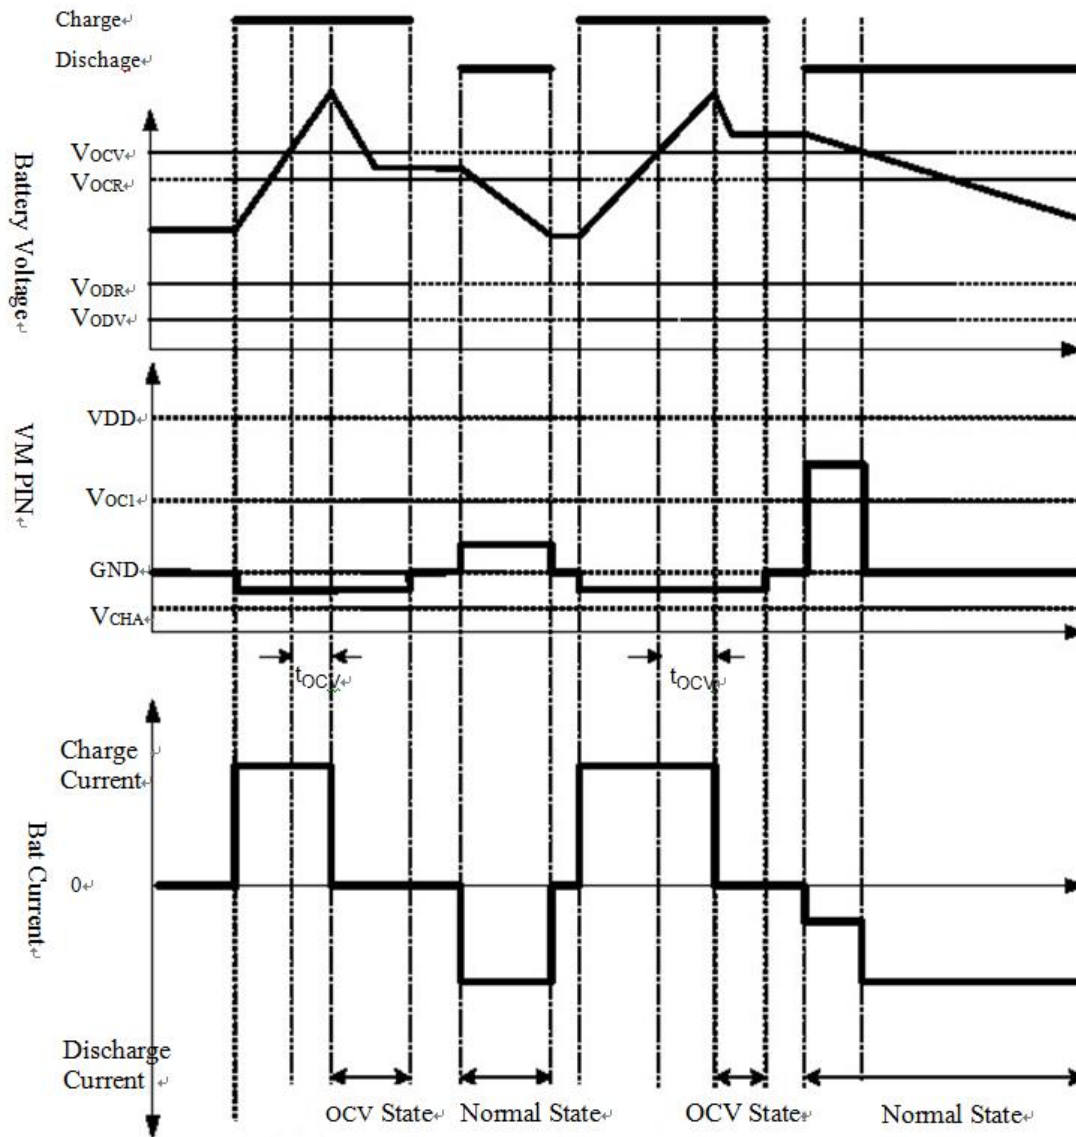 Charge
Dischage
Battery Voltage
VOCV
VOCR
VODR
VODV
VM PIN
VDD
VOC1
GND
VCHA
tOCV
tOCV
Bat Current
Charge
Current
0
Discharge
Current
OCV State
Normal State
OCV State
Normal State